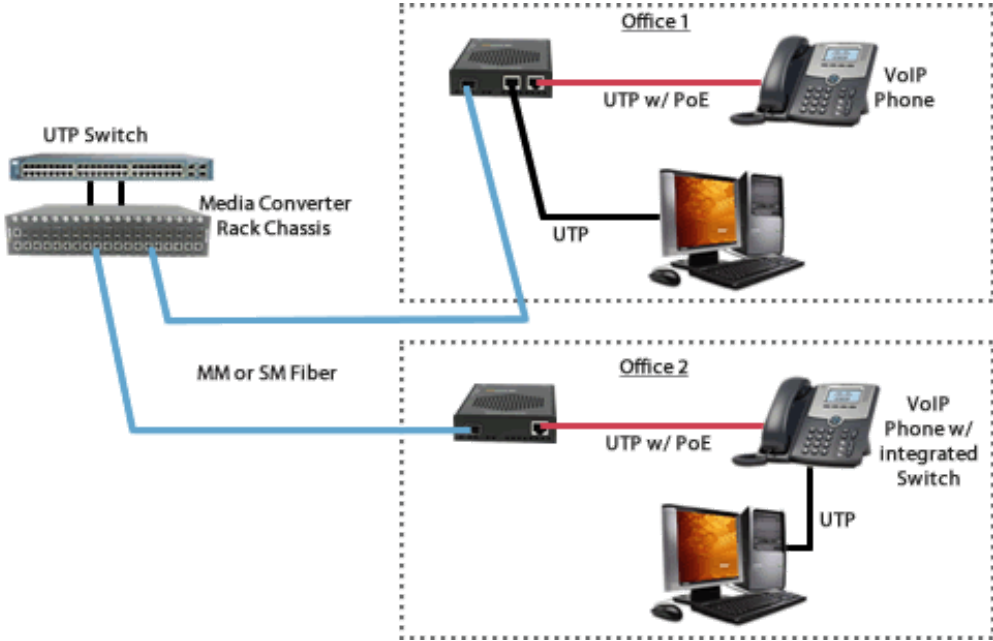 Office 1
UTP w/ PoE
VoIP
Phone
UTP Switch
Media Converter
Rack Chassis
UTP
MM or SM Fiber
Office 2
UTP w/ PoE
VoIP
Phone w/
integrated
Switch
UTP